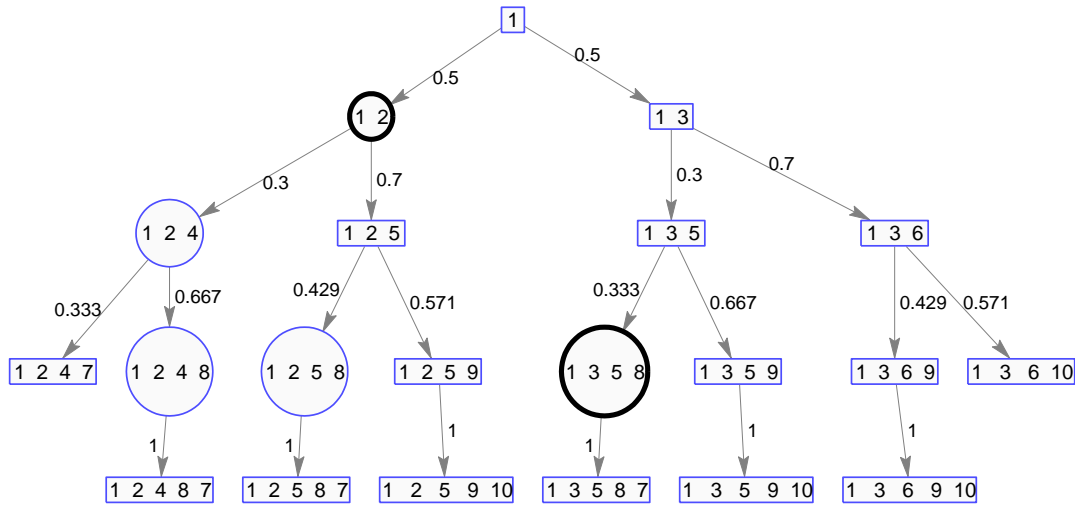 1
0.5
0.5
1 2
1 3
0.3
0.7
0.3
0.7
1 2 4
1 2 5
1 3 5
1 3 6
0.333
0.667
0.429
0.571
0.333
0.667
0.429
0.571
1 2 4 7
1 2 4 8
1 2 5 8
1 2 5 9
1 3 5 8
1 3 5 9
1 3 6 9
1 3 6 10
1
1
1
1
1
1
1 2 4 8 7
1 2 5 8 7
1 2 5 9 10
1 3 5 8 7
1 3 5 9 10
1 3 6 9 10